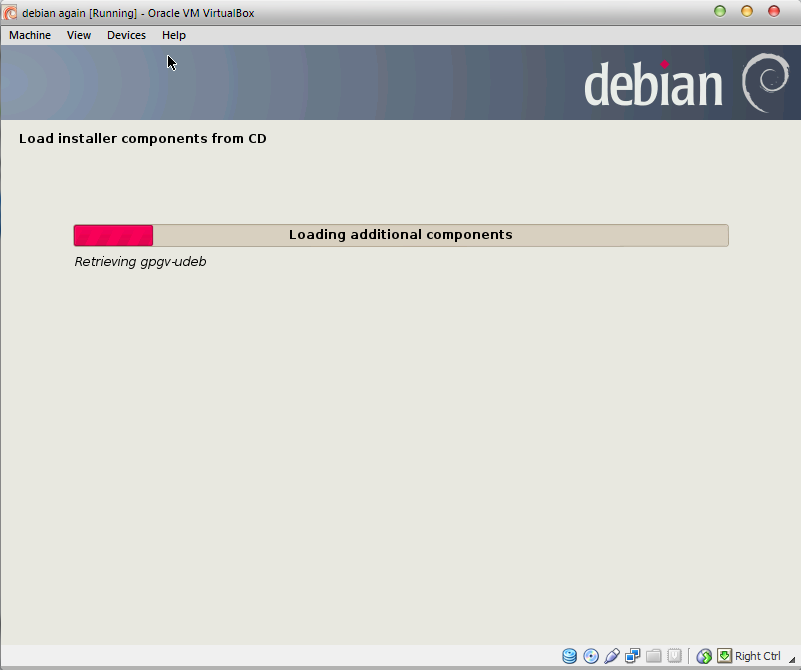 debian again [Running] - Oracle VM VirtualBox
Machine View Devices Help
debian
Load installer components from CD
Loading additional components
Retrieving gpgv-udeb
Right Ctrl